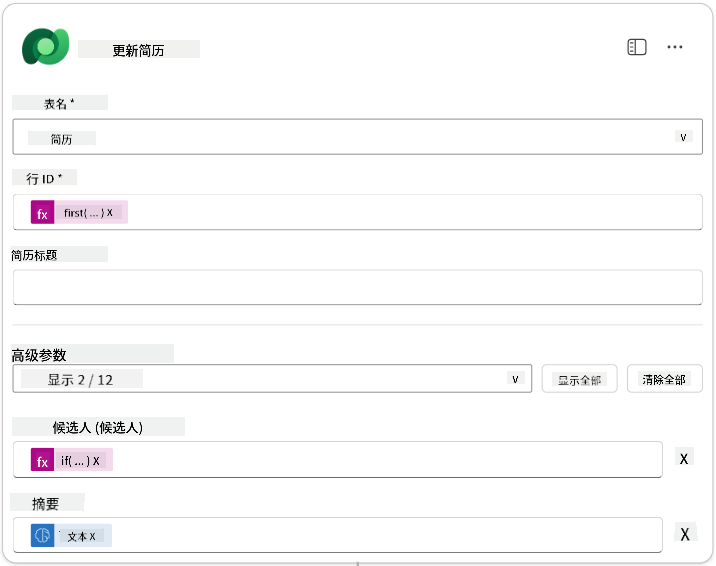 更新简历
表名 *
简历
v
行 ID *
fx first( ... ) X
简历标题
高级参数
显示 2 / 12
v
显示全部
清除全部
候选人 (候选人)
fx if( ... ) X
X
摘要
文本 X
X